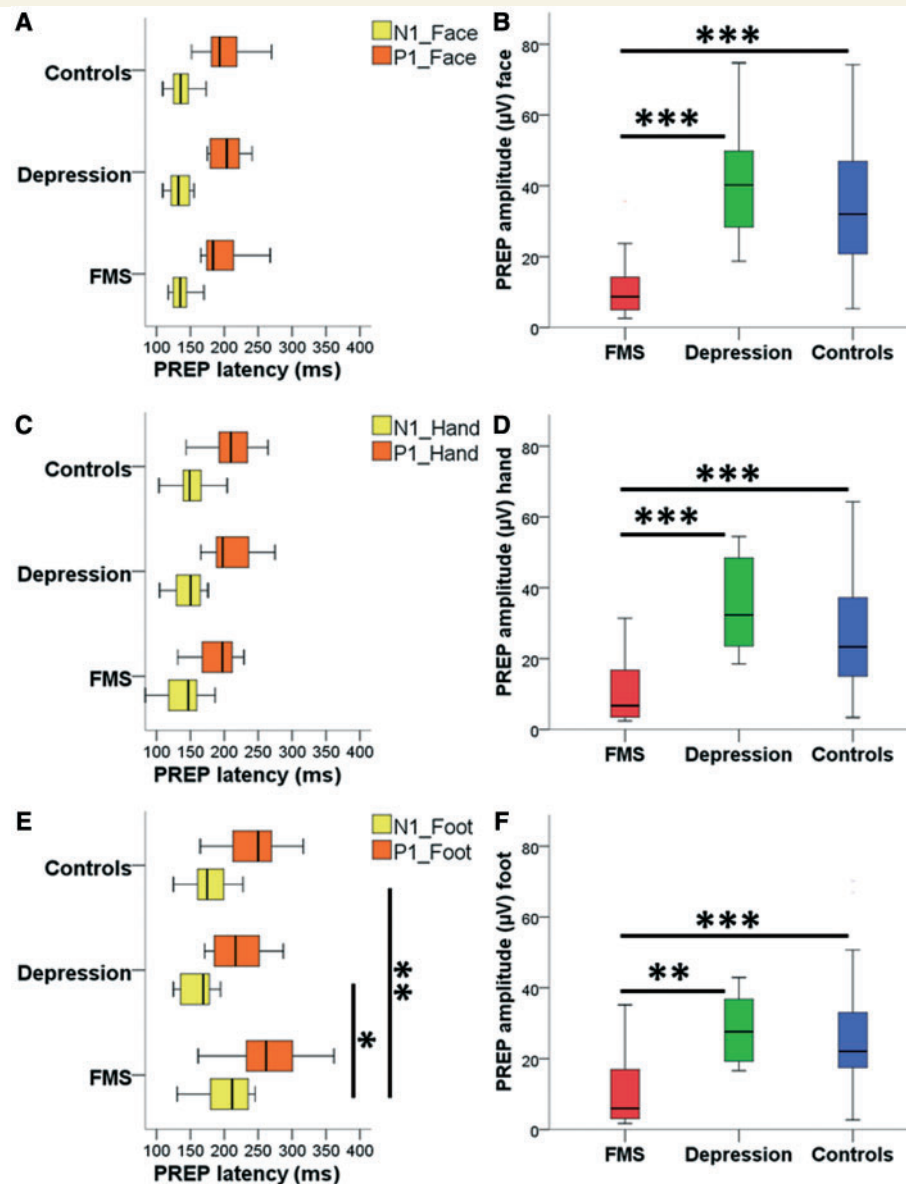 A
N1_Face
P1_Face
Controls
Depression
FMS
100 150 200 250 300 350 400
PREP latency (ms)
B
PREP amplitude (µV) face
80
60
40
20
0
***
***
FMS Depression Controls
C
N1_Hand
P1_Hand
Controls
Depression
FMS
100 150 200 250 300 350 400
PREP latency (ms)
D
PREP amplitude (µV) hand
80
60
40
20
0
***
***
FMS Depression Controls
E
N1_Foot
P1_Foot
Controls
Depression
FMS
**
*
100 150 200 250 300 350 400
PREP latency (ms)
F
PREP amplitude (µV) foot
80
60
40
20
0
***
**
FMS Depression Controls